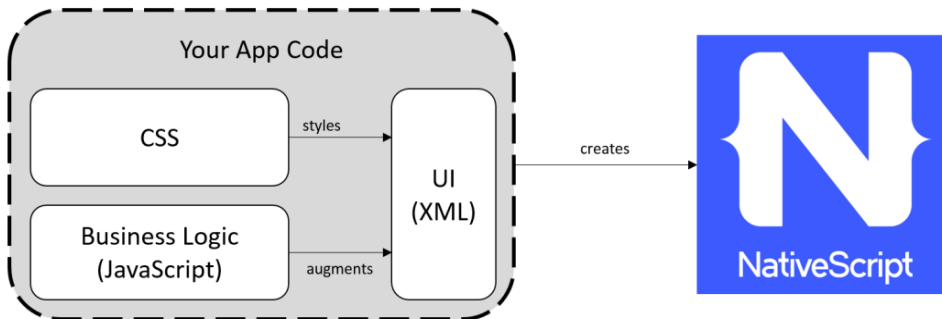 Your App Code
CSS
styles
UI
(XML)
creates
Business Logic
(JavaScript)
augments
NativeScript